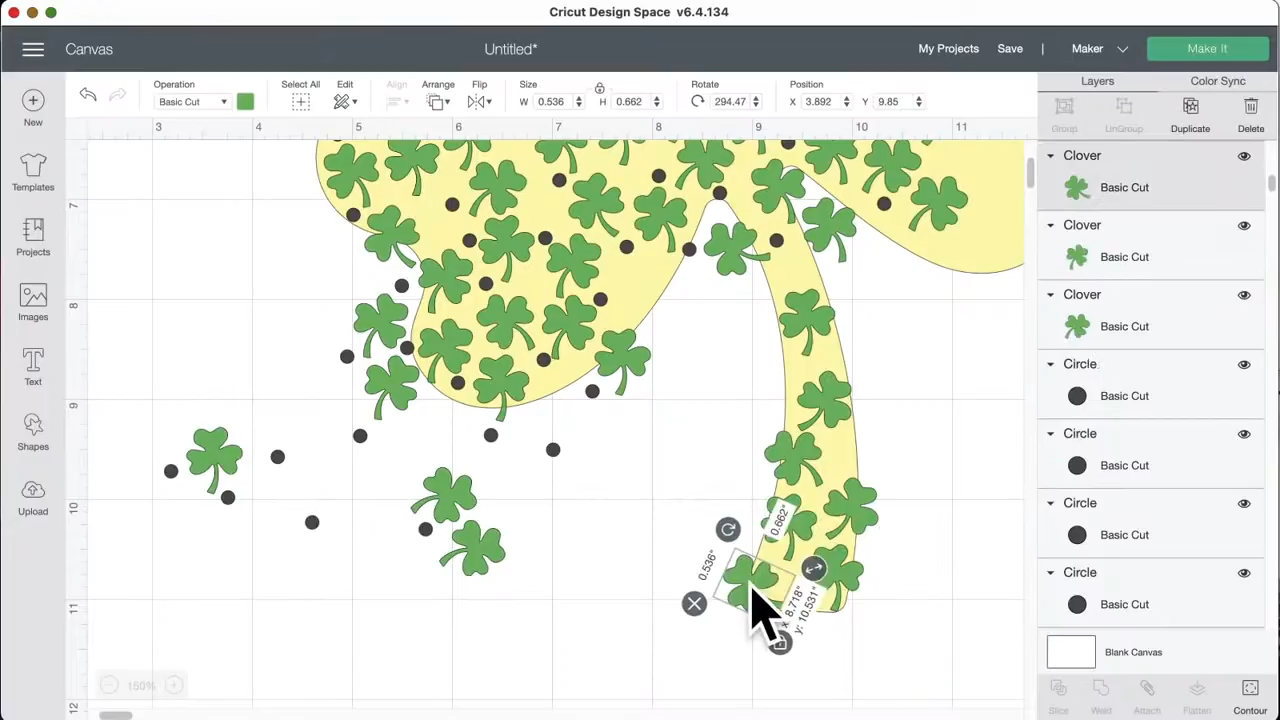 Cricut Design Space v6.4.134
Canvas
Untitled*
My Projects
Save
|
Maker
Make It
Operation
Basic Cut
Select All
Edit
Align
Arrange
Flip
Size
W 0.536
H 0.662
Rotate
294.47
Position
X 3.892
Y 9.85
Layers
Color Sync
Group
UnGroup
Duplicate
Delete
New
Templates
Projects
Images
Text
Shapes
Upload
3 4 5 6 7 8 9 10 11
7
8
9
10
11
12
0.662"
0.536"
x: 8.718"
y: 10.531"
150%
Clover
Basic Cut
Clover
Basic Cut
Clover
Basic Cut
Circle
Basic Cut
Circle
Basic Cut
Circle
Basic Cut
Circle
Basic Cut
Blank Canvas
Slice
Weld
Attach
Flatten
Contour